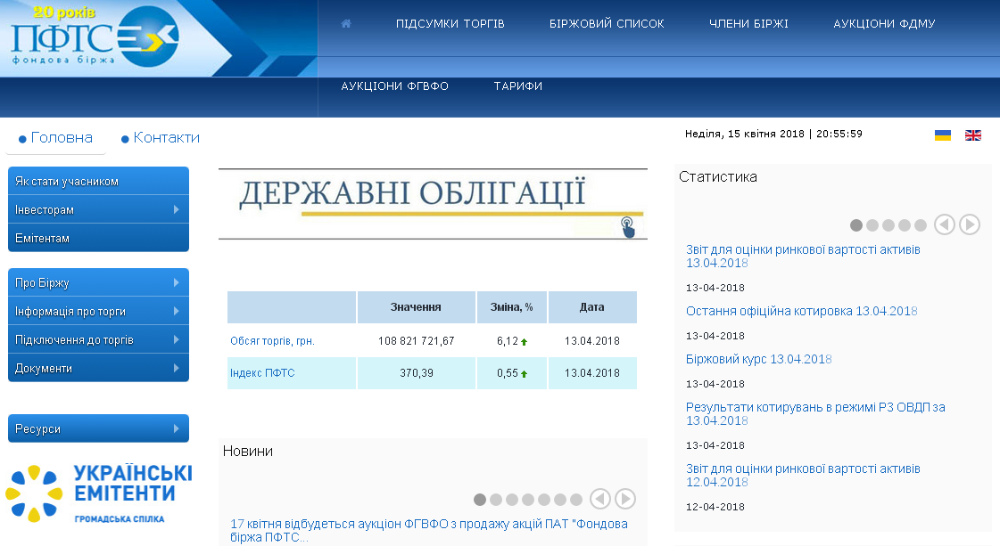 20 років
ПФТС
фондова біржа
ПІДСУМКИ ТОРГІВ
БІРЖОВИЙ СПИСОК
ЧЛЕНИ БІРЖІ
АУКЦІОНИ ФДМУ
АУКЦІОНИ ФГВФО
ТАРИФИ
Головна
Контакти
Неділя, 15 квітня 2018 | 20:55:59
Як стати учасником
Інвесторам
Емітентам
Про Біржу
Інформація про торги
Підключення до торгів
Документи
Ресурси
УКРАЇНСЬКІ
ЕМІТЕНТИ
ГРОМАДСЬКА СПІЛКА
ДЕРЖАВНІ ОБЛІГАЦІЇ
Значення Зміна, % Дата
Обсяг торгів, грн. 108 821 721,67 6,12 13.04.2018
Індекс ПФТС 370,39 0,55 13.04.2018
Новини
17 квітня відбудеться аукціон ФГВФО з продажу акцій ПАТ "Фондова
біржа ПФТС...
Статистика
Звіт для оцінки ринкової вартості активів
13.04.2018
13-04-2018
Остання офіційна котировка 13.04.2018
13-04-2018
Біржовий курс 13.04.2018
13-04-2018
Результати котирувань в режимі РЗ ОВДП за
13.04.2018
13-04-2018
Звіт для оцінки ринкової вартості активів
12.04.2018
12-04-2018